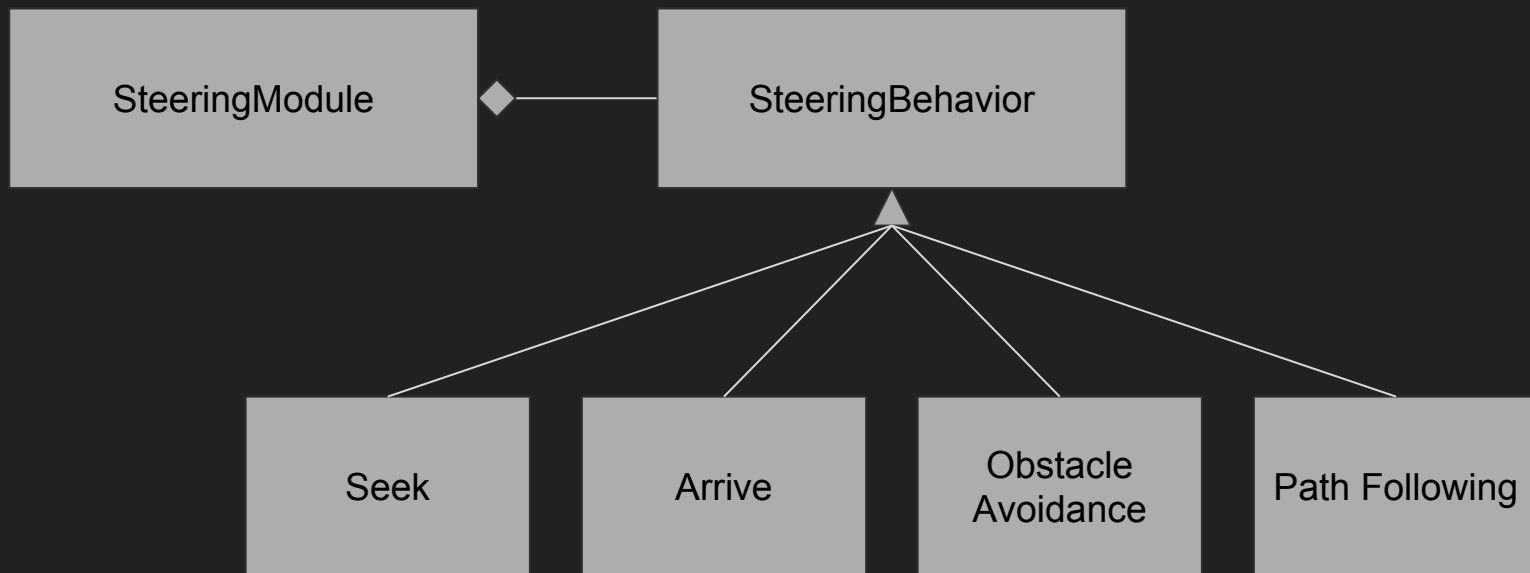 SteeringModule
SteeringBehavior
Seek
Arrive
Obstacle
Avoidance
Path Following